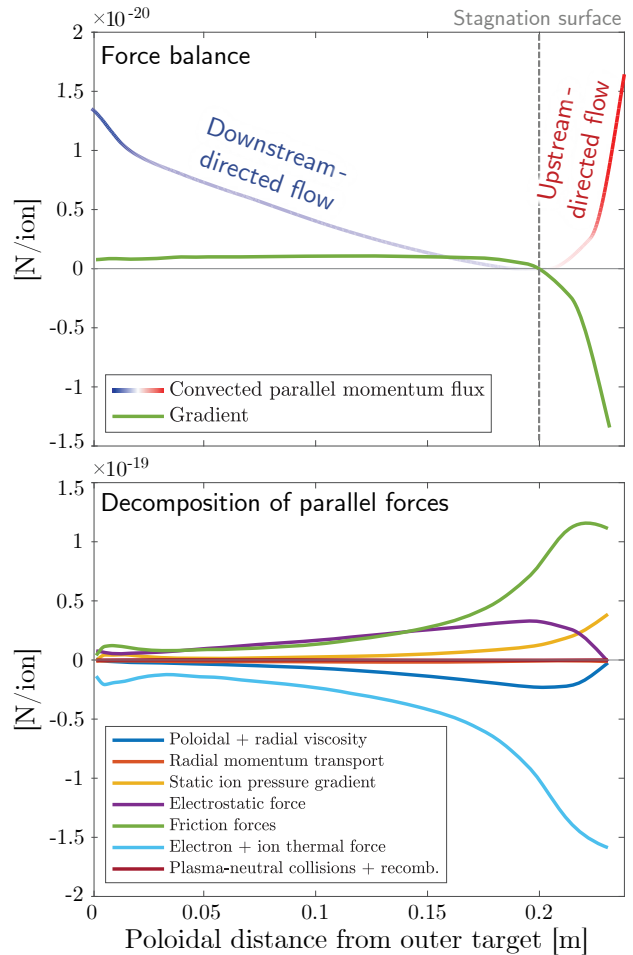 ×10^-20
Stagnation surface
2
Force balance
1.5
1
0.5
0
-0.5
-1
-1.5
[N/ion]
Downstream-
directed flow
Upstream-
directed flow
Convected parallel momentum flux
Gradient
×10^-19
1.5
Decomposition of parallel forces
1
0.5
0
-0.5
-1
-1.5
-2
[N/ion]
Poloidal + radial viscosity
Radial momentum transport
Static ion pressure gradient
Electrostatic force
Friction forces
Electron + ion thermal force
Plasma-neutral collisions + recomb.
0 0.05 0.1 0.15 0.2
Poloidal distance from outer target [m]